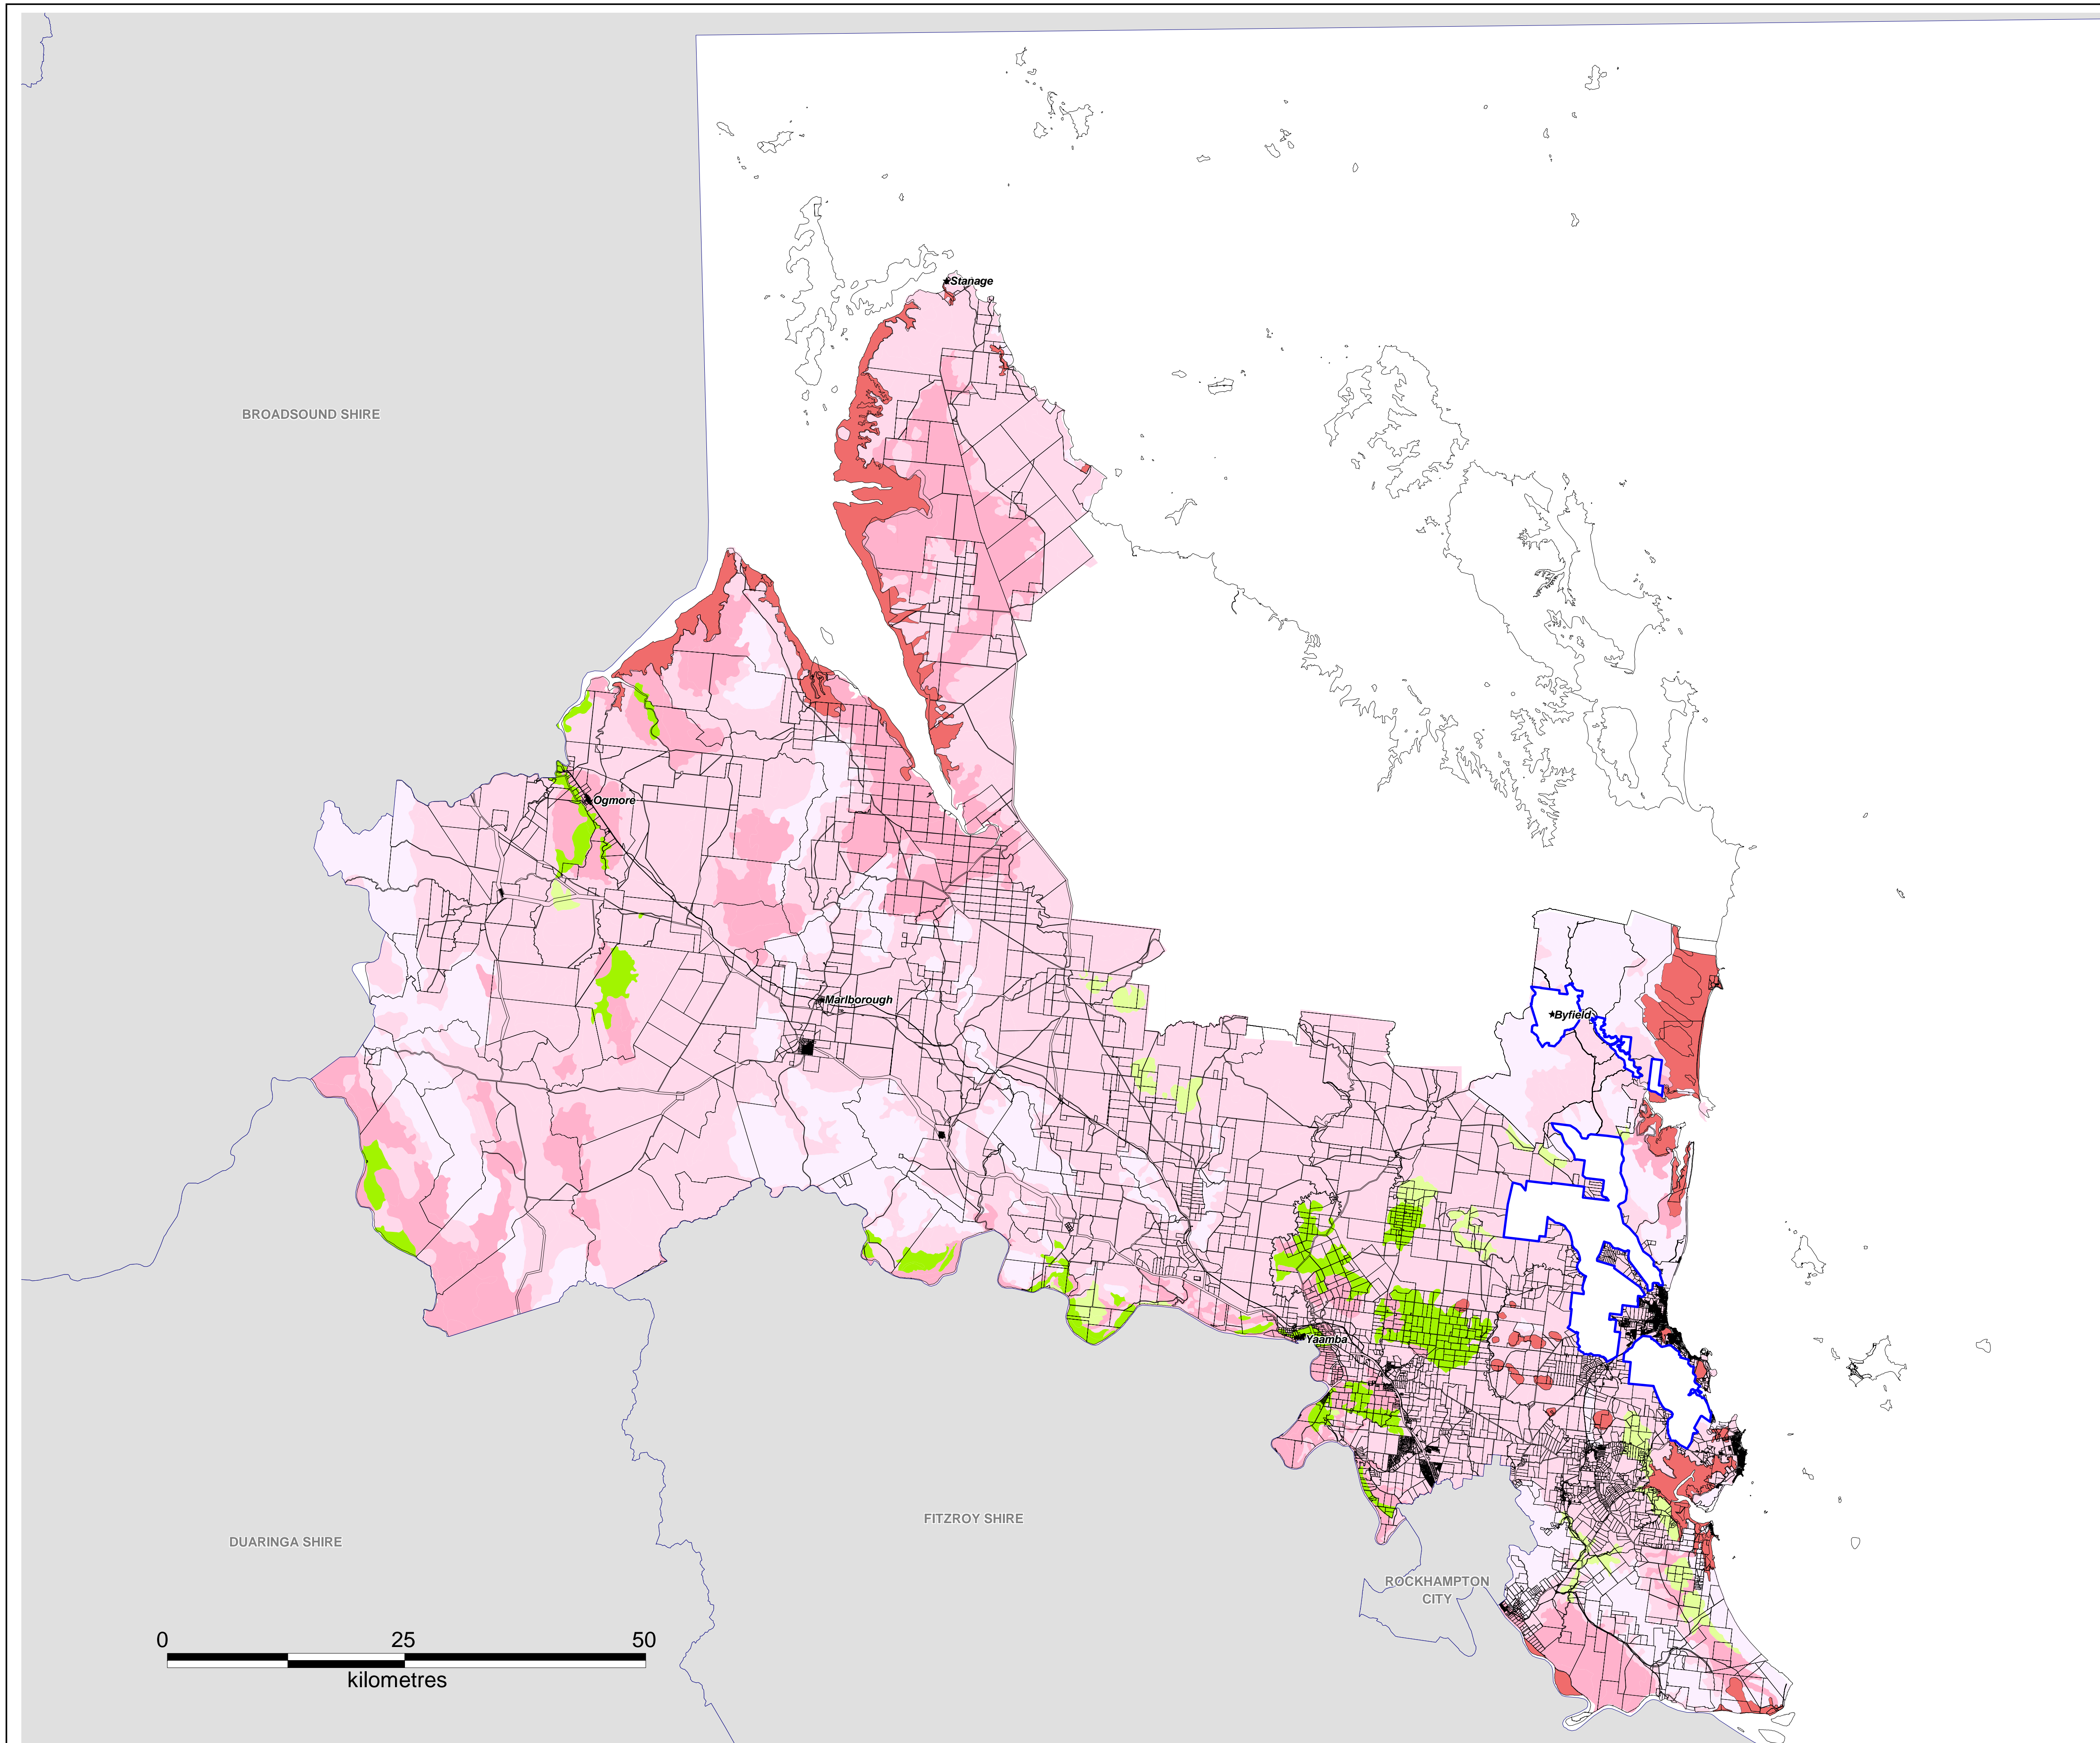 Stanage
BROADSOUND SHIRE
Ogmore
Marlborough
Byfield
Yaamba
FITZROY SHIRE
DUARINGA SHIRE
ROCKHAMPTON
CITY
0 25 50
kilometres